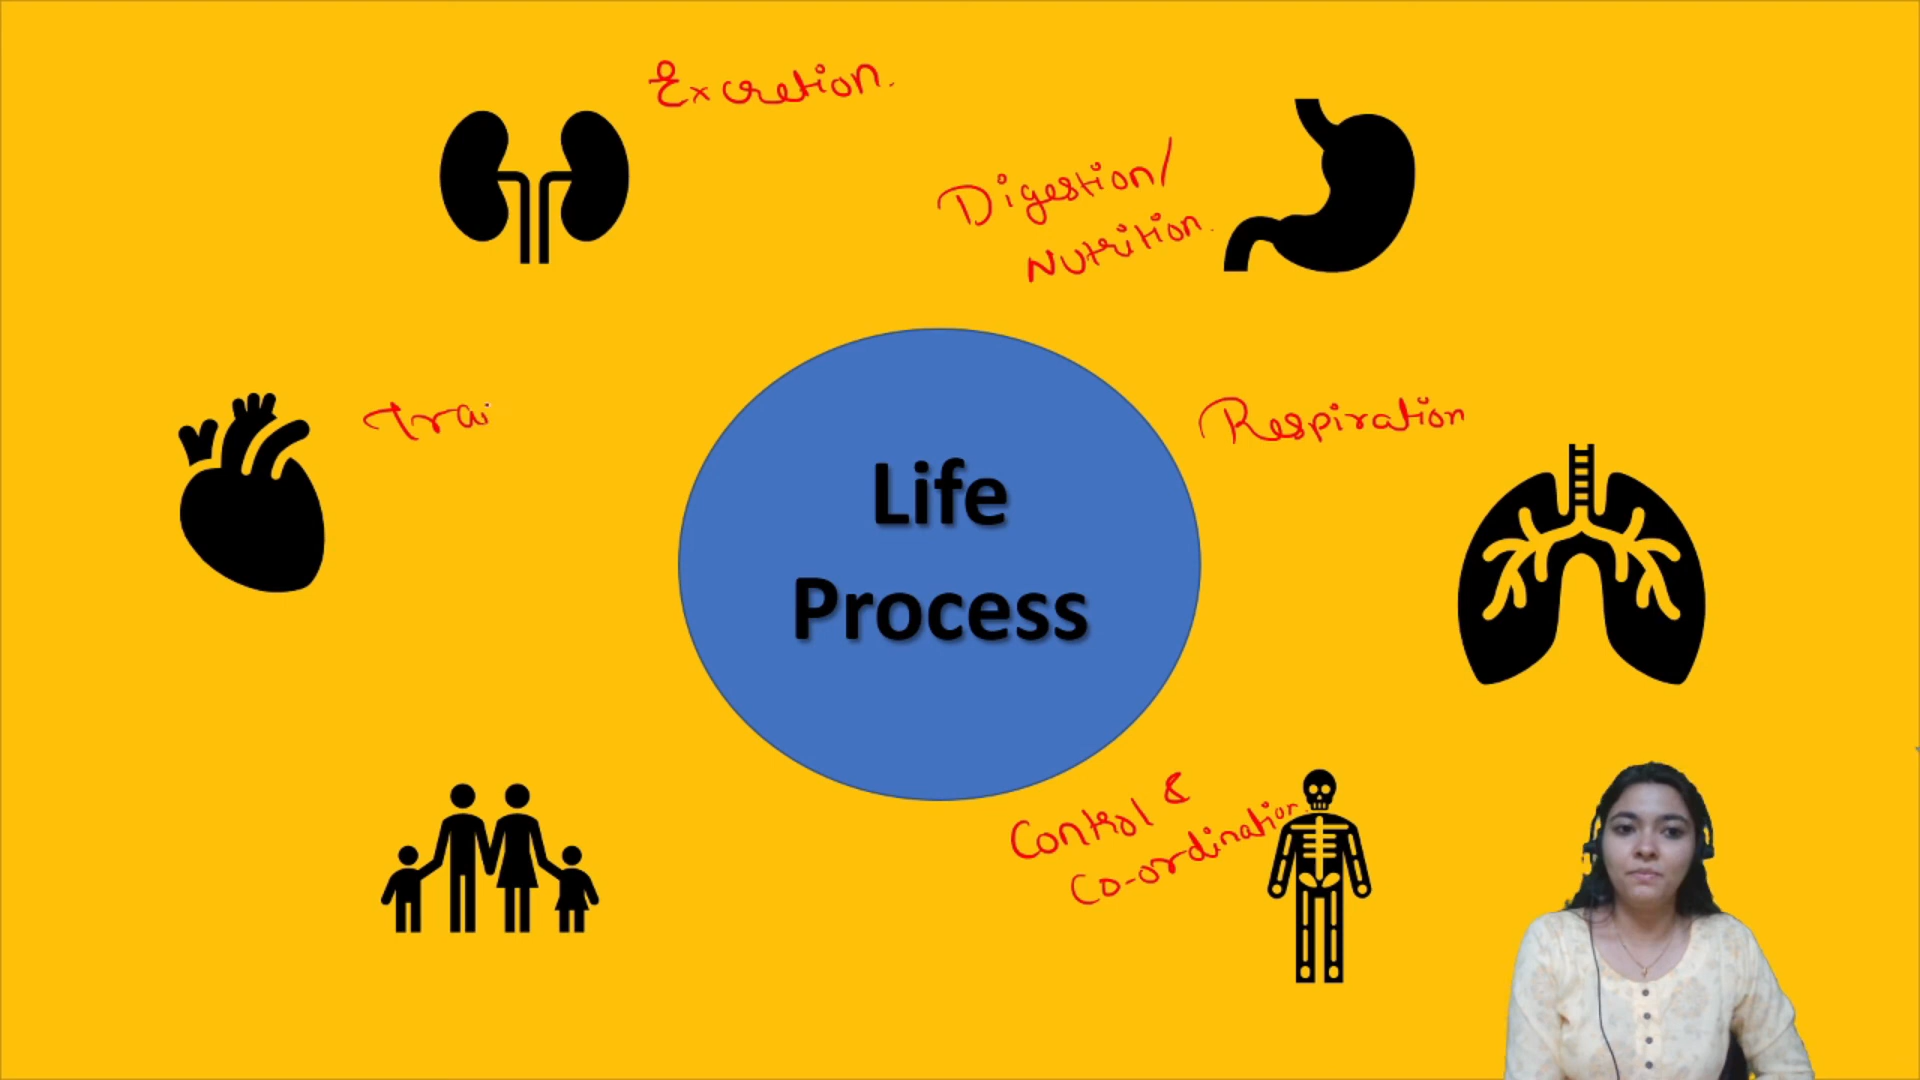 Excretion.
Digestion/
Nutrition.
Trai
Respiration
Life
Process
Control &
Co-ordination